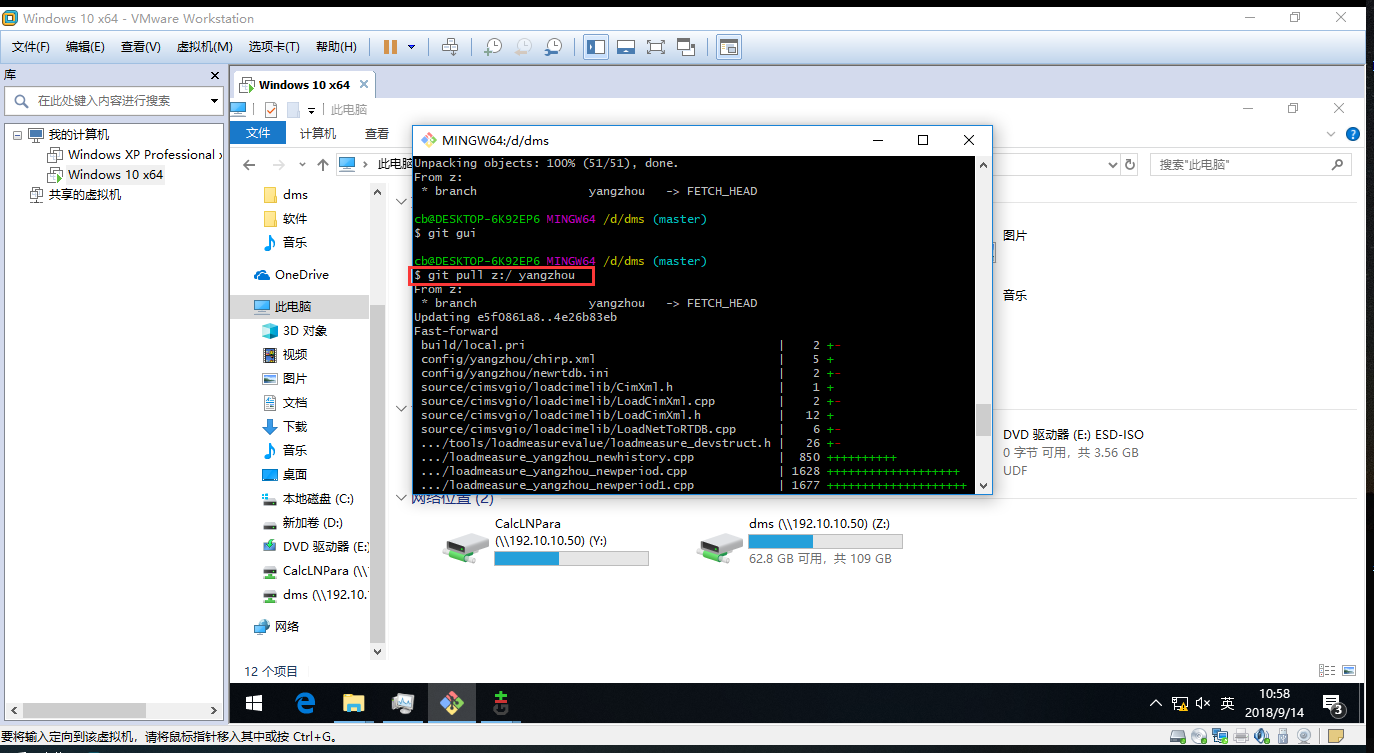 Windows 10 x64 - VMware Workstation
文件(F) 编辑(E) 查看(V) 虚拟机(M) 选项卡(T) 帮助(H)
库
在此处键入内容进行搜索
我的计算机
Windows XP Professional
Windows 10 x64
共享的虚拟机
Windows 10 x64
此电脑
文件 计算机 查看
此电脑
搜索"此电脑"
dms
软件
音乐
OneDrive
此电脑
3D 对象
视频
图片
文档
下载
音乐
桌面
本地磁盘 (C:)
新加卷 (D:)
DVD 驱动器 (E:)
CalcLNPara (\\
dms (\\192.10.
网络
MINGW64:/d/dms
Unpacking objects: 100% (51/51), done.
From z:
 * branch yangzhou -> FETCH_HEAD
cb@DESKTOP-6K92EP6 MINGW64 /d/dms (master)
$ git gui
cb@DESKTOP-6K92EP6 MINGW64 /d/dms (master)
$ git pull z:/ yangzhou
From z:
 * branch yangzhou -> FETCH_HEAD
Updating e5f0861a8..4e26b83eb
Fast-forward
build/local.pri | 2 +-
config/yangzhou/chirp.xml | 5 +
config/yangzhou/newrtdb.ini | 2 +-
source/cimsvgio/loadcimelib/CimXml.h | 1 +
source/cimsvgio/loadcimelib/LoadCimXml.cpp | 2 +-
source/cimsvgio/loadcimelib/LoadCimXml.h | 12 +
source/cimsvgio/loadcimelib/LoadNetToRTDB.cpp | 6 +-
.../tools/loadmeasurevalue/loadmeasure_devstruct.h | 26 +-
.../loadmeasure_yangzhou_newhistory.cpp | 850 ++++++++++
.../loadmeasure_yangzhou_newperiod.cpp | 1628 +++++++++++++++++++
.../loadmeasure_yangzhou_newperiod1.cpp | 1677 ++++++++++++++++++++
图片
音乐
DVD 驱动器 (E:) ESD-ISO
0 字节 可用，共 3.56 GB
UDF
网络位置 (2)
CalcLNPara
(\\192.10.10.50) (Y:)
dms (\\192.10.10.50) (Z:)
62.8 GB 可用，共 109 GB
12 个项目
英
10:58
2018/9/14
3
要将输入定向到该虚拟机，请将鼠标指针移入其中或按 Ctrl+G。